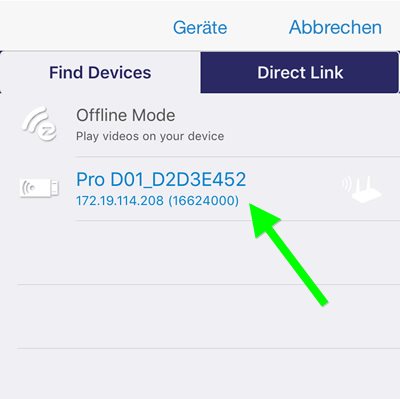 Geräte Abbrechen
Find Devices Direct Link
Offline Mode
Play videos on your device
Pro D01_D2D3E452
172.19.114.208 (16624000)